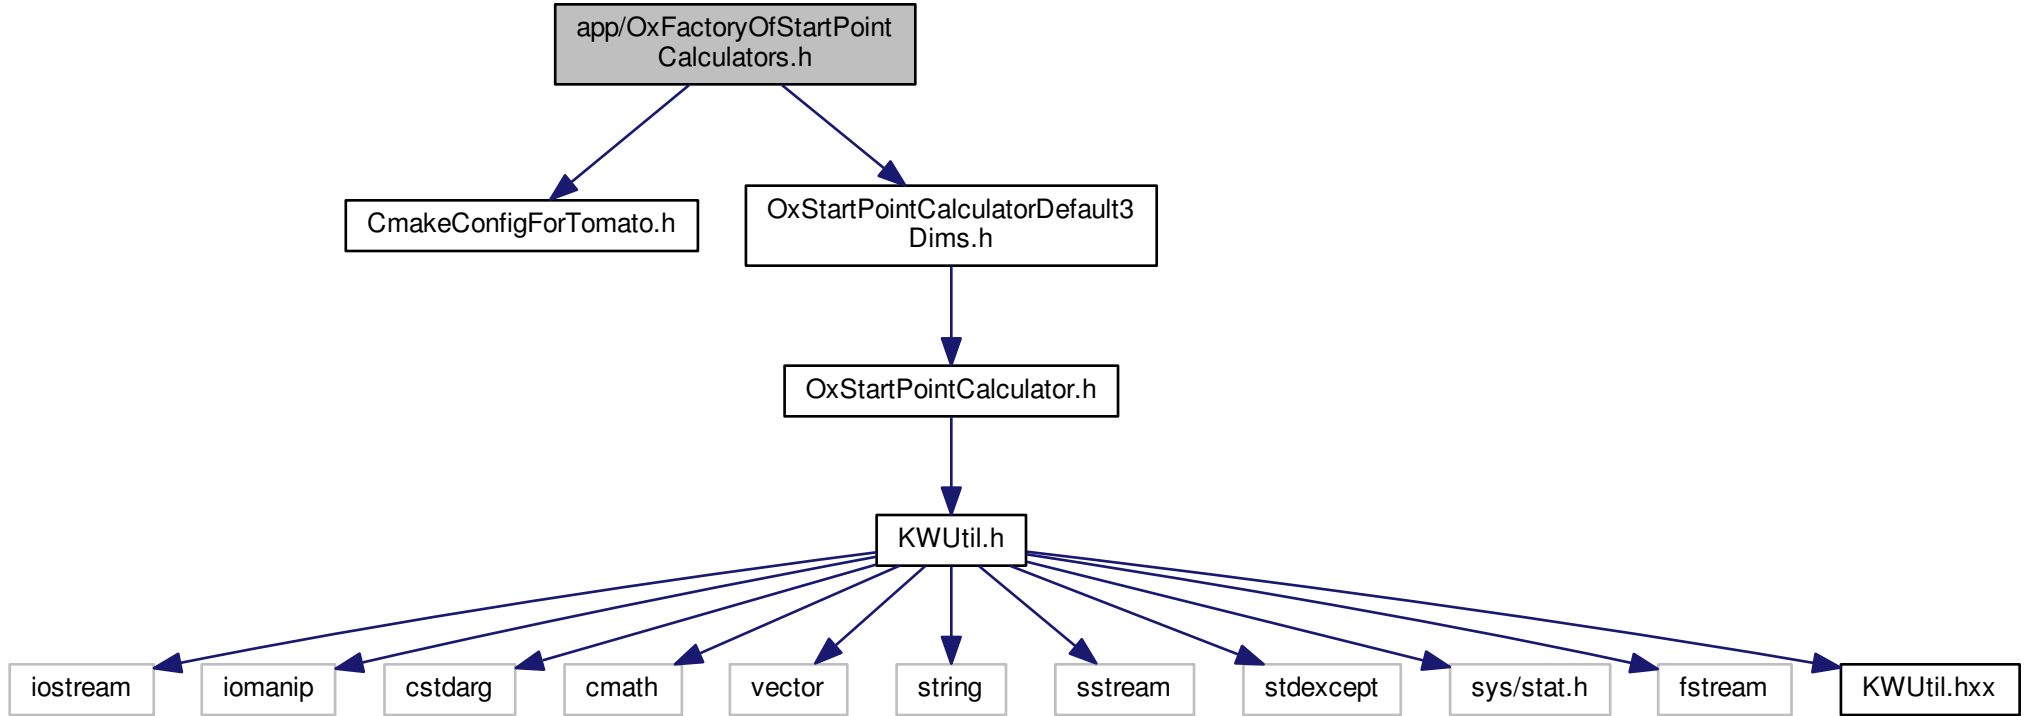 app/OxFactoryOfStartPoint
Calculators.h
CmakeConfigForTomato.h
OxStartPointCalculatorDefault3
Dims.h
OxStartPointCalculator.h
KWUtil.h
iostream
iomanip
cstdarg
cmath
vector
string
sstream
stdexcept
sys/stat.h
fstream
KWUtil.hxx